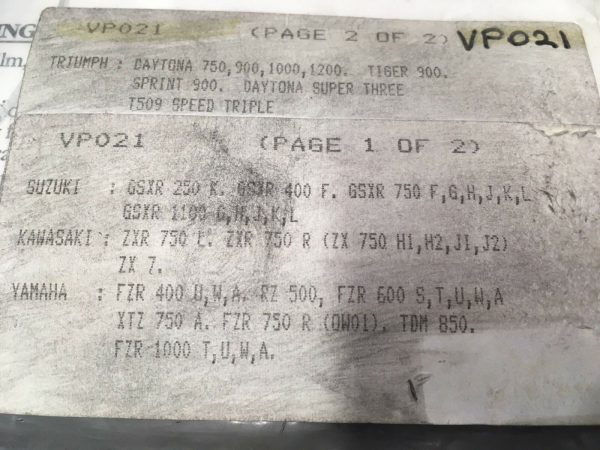 ING
lm,
VP021 (PAGE 2 OF 2) VP021
TRIUMPH : DAYTONA 750,900,1000,1200. TIGER 900.
SPRINT 900. DAYTONA SUPER THREE
T509 SPEED TRIPLE
VP021 (PAGE 1 OF 2)
SUZUKI : GSXR 250 K. GSXR 400 F. GSXR 750 F,G,H,J,K,L
GSXR 1100 G,H,J,K,L
KAWASAKI : ZXR 750 L. ZXR 750 R (ZX 750 H1,H2,J1,J2)
ZX 7.
YAMAHA : FZR 400 U,W,A. RZ 500, FZR 600 S,T,U,W,A
XTZ 750 A. FZR 750 R (OW01). TDM 850.
FZR 1000 T,U,W,A.